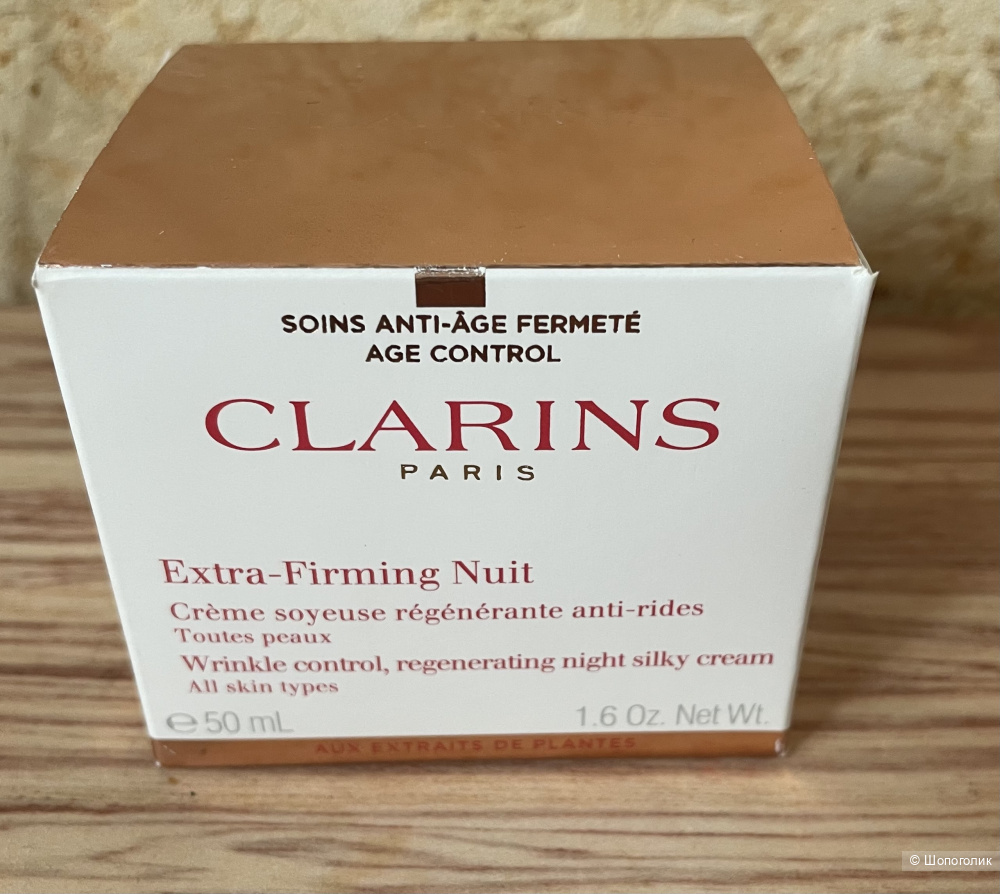 SOINS ANTI-ÂGE FERMETÉ
AGE CONTROL
CLARINS
PARIS
Extra-Firming Nuit
Crème soyeuse régénérante anti-rides
Toutes peaux
Wrinkle control, regenerating night silky cream
All skin types
℮ 50 mL 1.6 Oz. Net Wt.
AUX EXTRAITS DE PLANTES
© Шопоголик